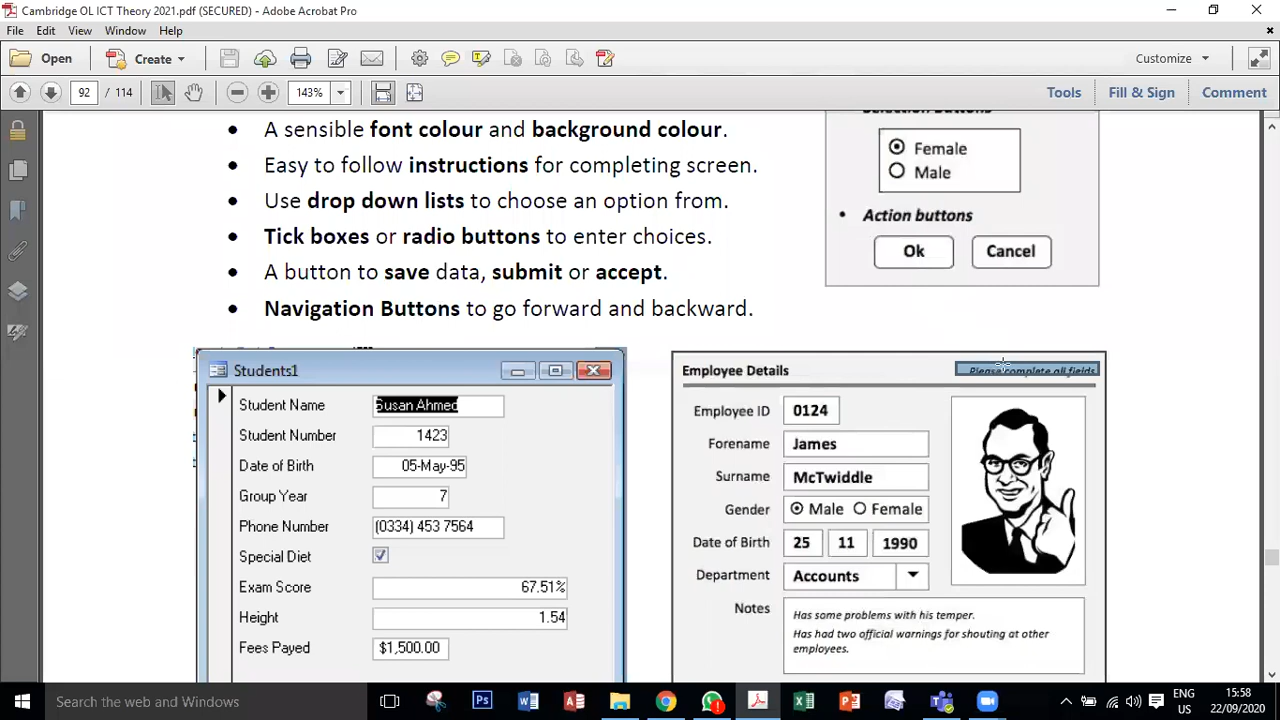 Cambridge OL ICT Theory 2021.pdf (SECURED) - Adobe Acrobat Pro
File Edit View Window Help
Open Create Customize
92 / 114 143% Tools Fill & Sign Comment
• A sensible font colour and background colour.
• Easy to follow instructions for completing screen.
• Use drop down lists to choose an option from.
• Tick boxes or radio buttons to enter choices.
• A button to save data, submit or accept.
• Navigation Buttons to go forward and backward.
Selection Buttons
Female
Male
• Action buttons
Ok Cancel
Students1
Student Name Susan Ahmed
Student Number 1423
Date of Birth 05-May-95
Group Year 7
Phone Number (0334) 453 7564
Special Diet
Exam Score 67.51%
Height 1.54
Fees Payed $1,500.00
Employee Details Please complete all fields
Employee ID 0124
Forename James
Surname McTwiddle
Gender Male Female
Date of Birth 25 11 1990
Department Accounts
Notes Has some problems with his temper.
Has had two official warnings for shouting at other
employees.
Search the web and Windows
ENG 15:58
US 22/09/2020